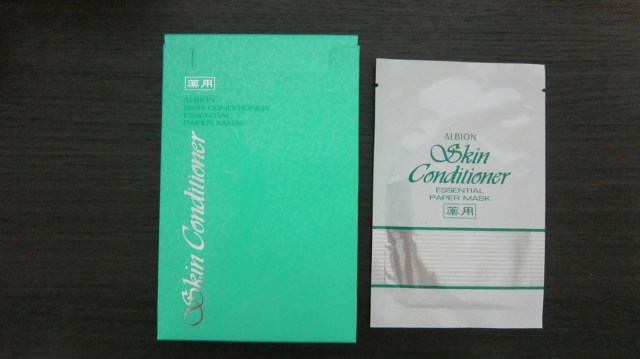 薬用
ALBION
SKIN CONDITIONER
ESSENTIAL
PAPER MASK
Skin Conditioner
ALBION
Skin
Conditioner
ESSENTIAL
PAPER MASK
薬用